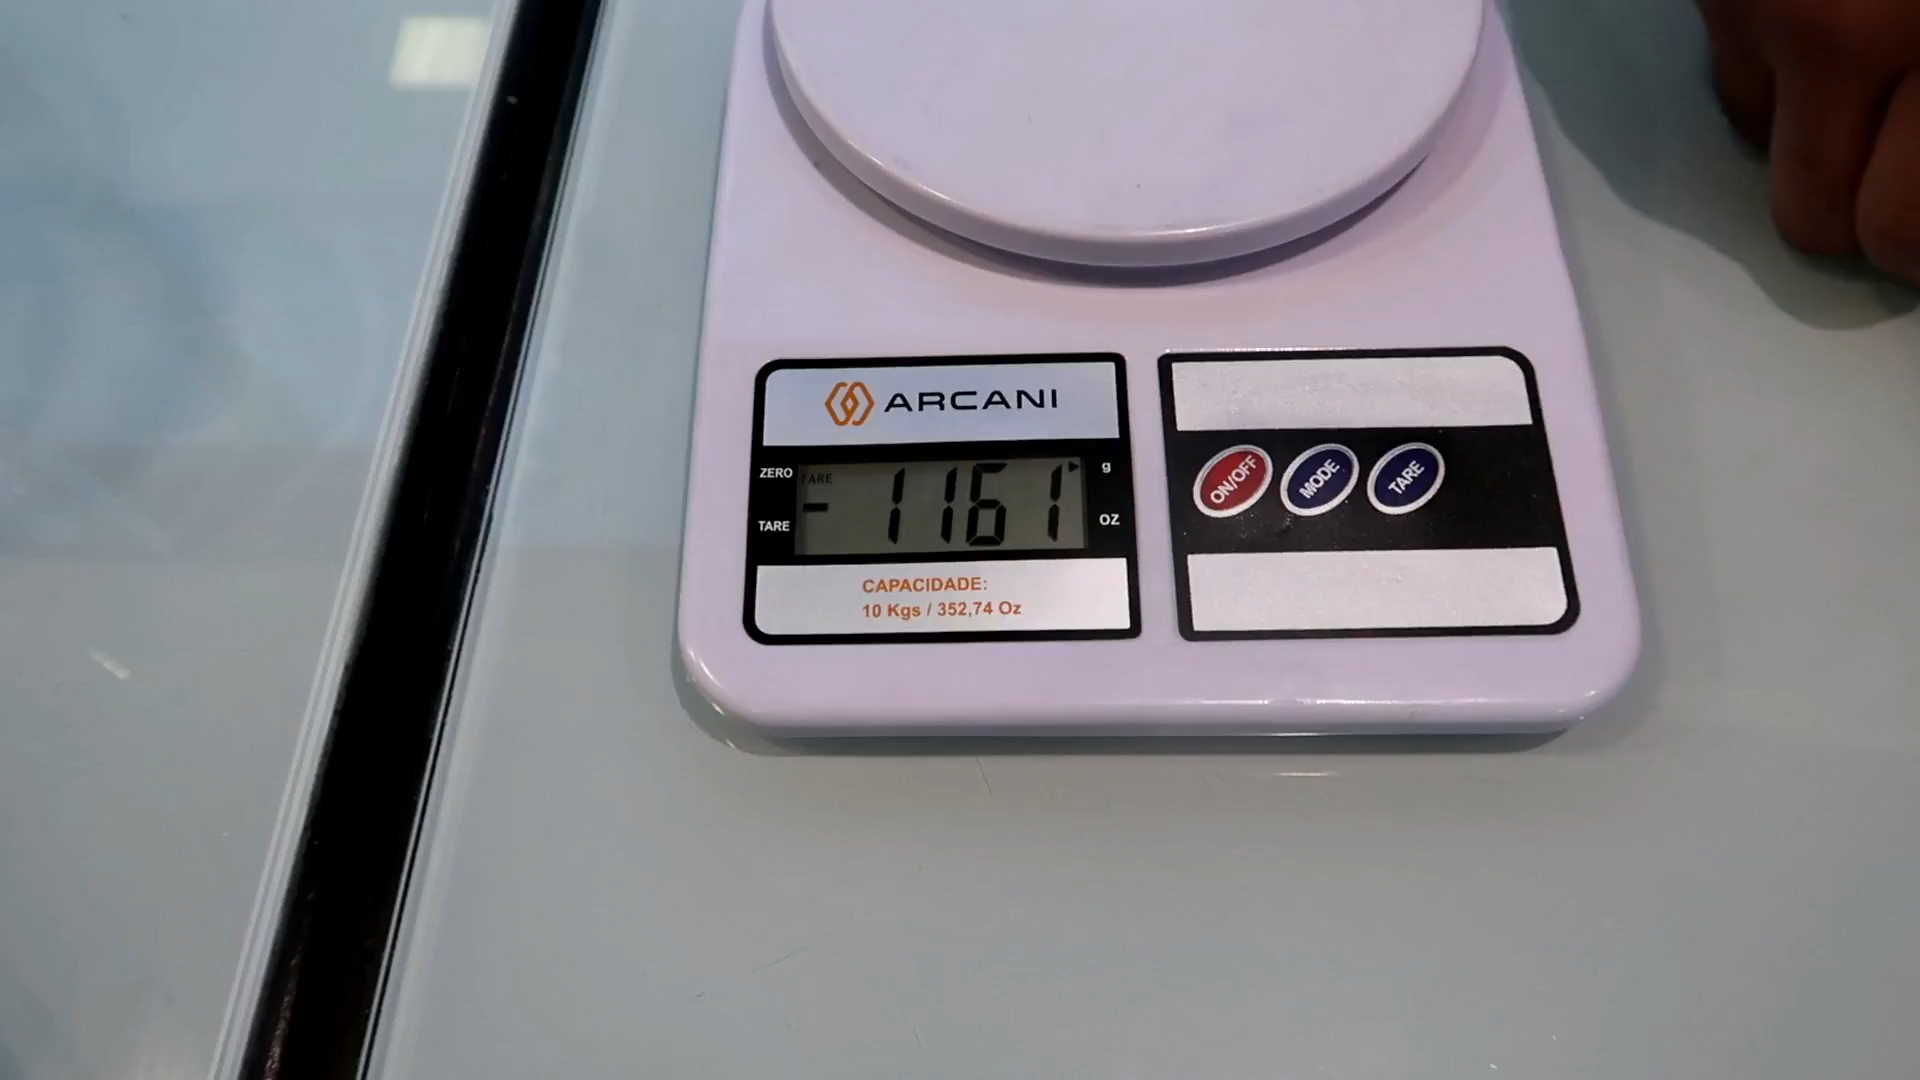 ARCANI
ZERO
TARE
g
- 1161
TARE
OZ
CAPACIDADE:
10 Kgs / 352,74 Oz
ON/OFF
MODE
TARE